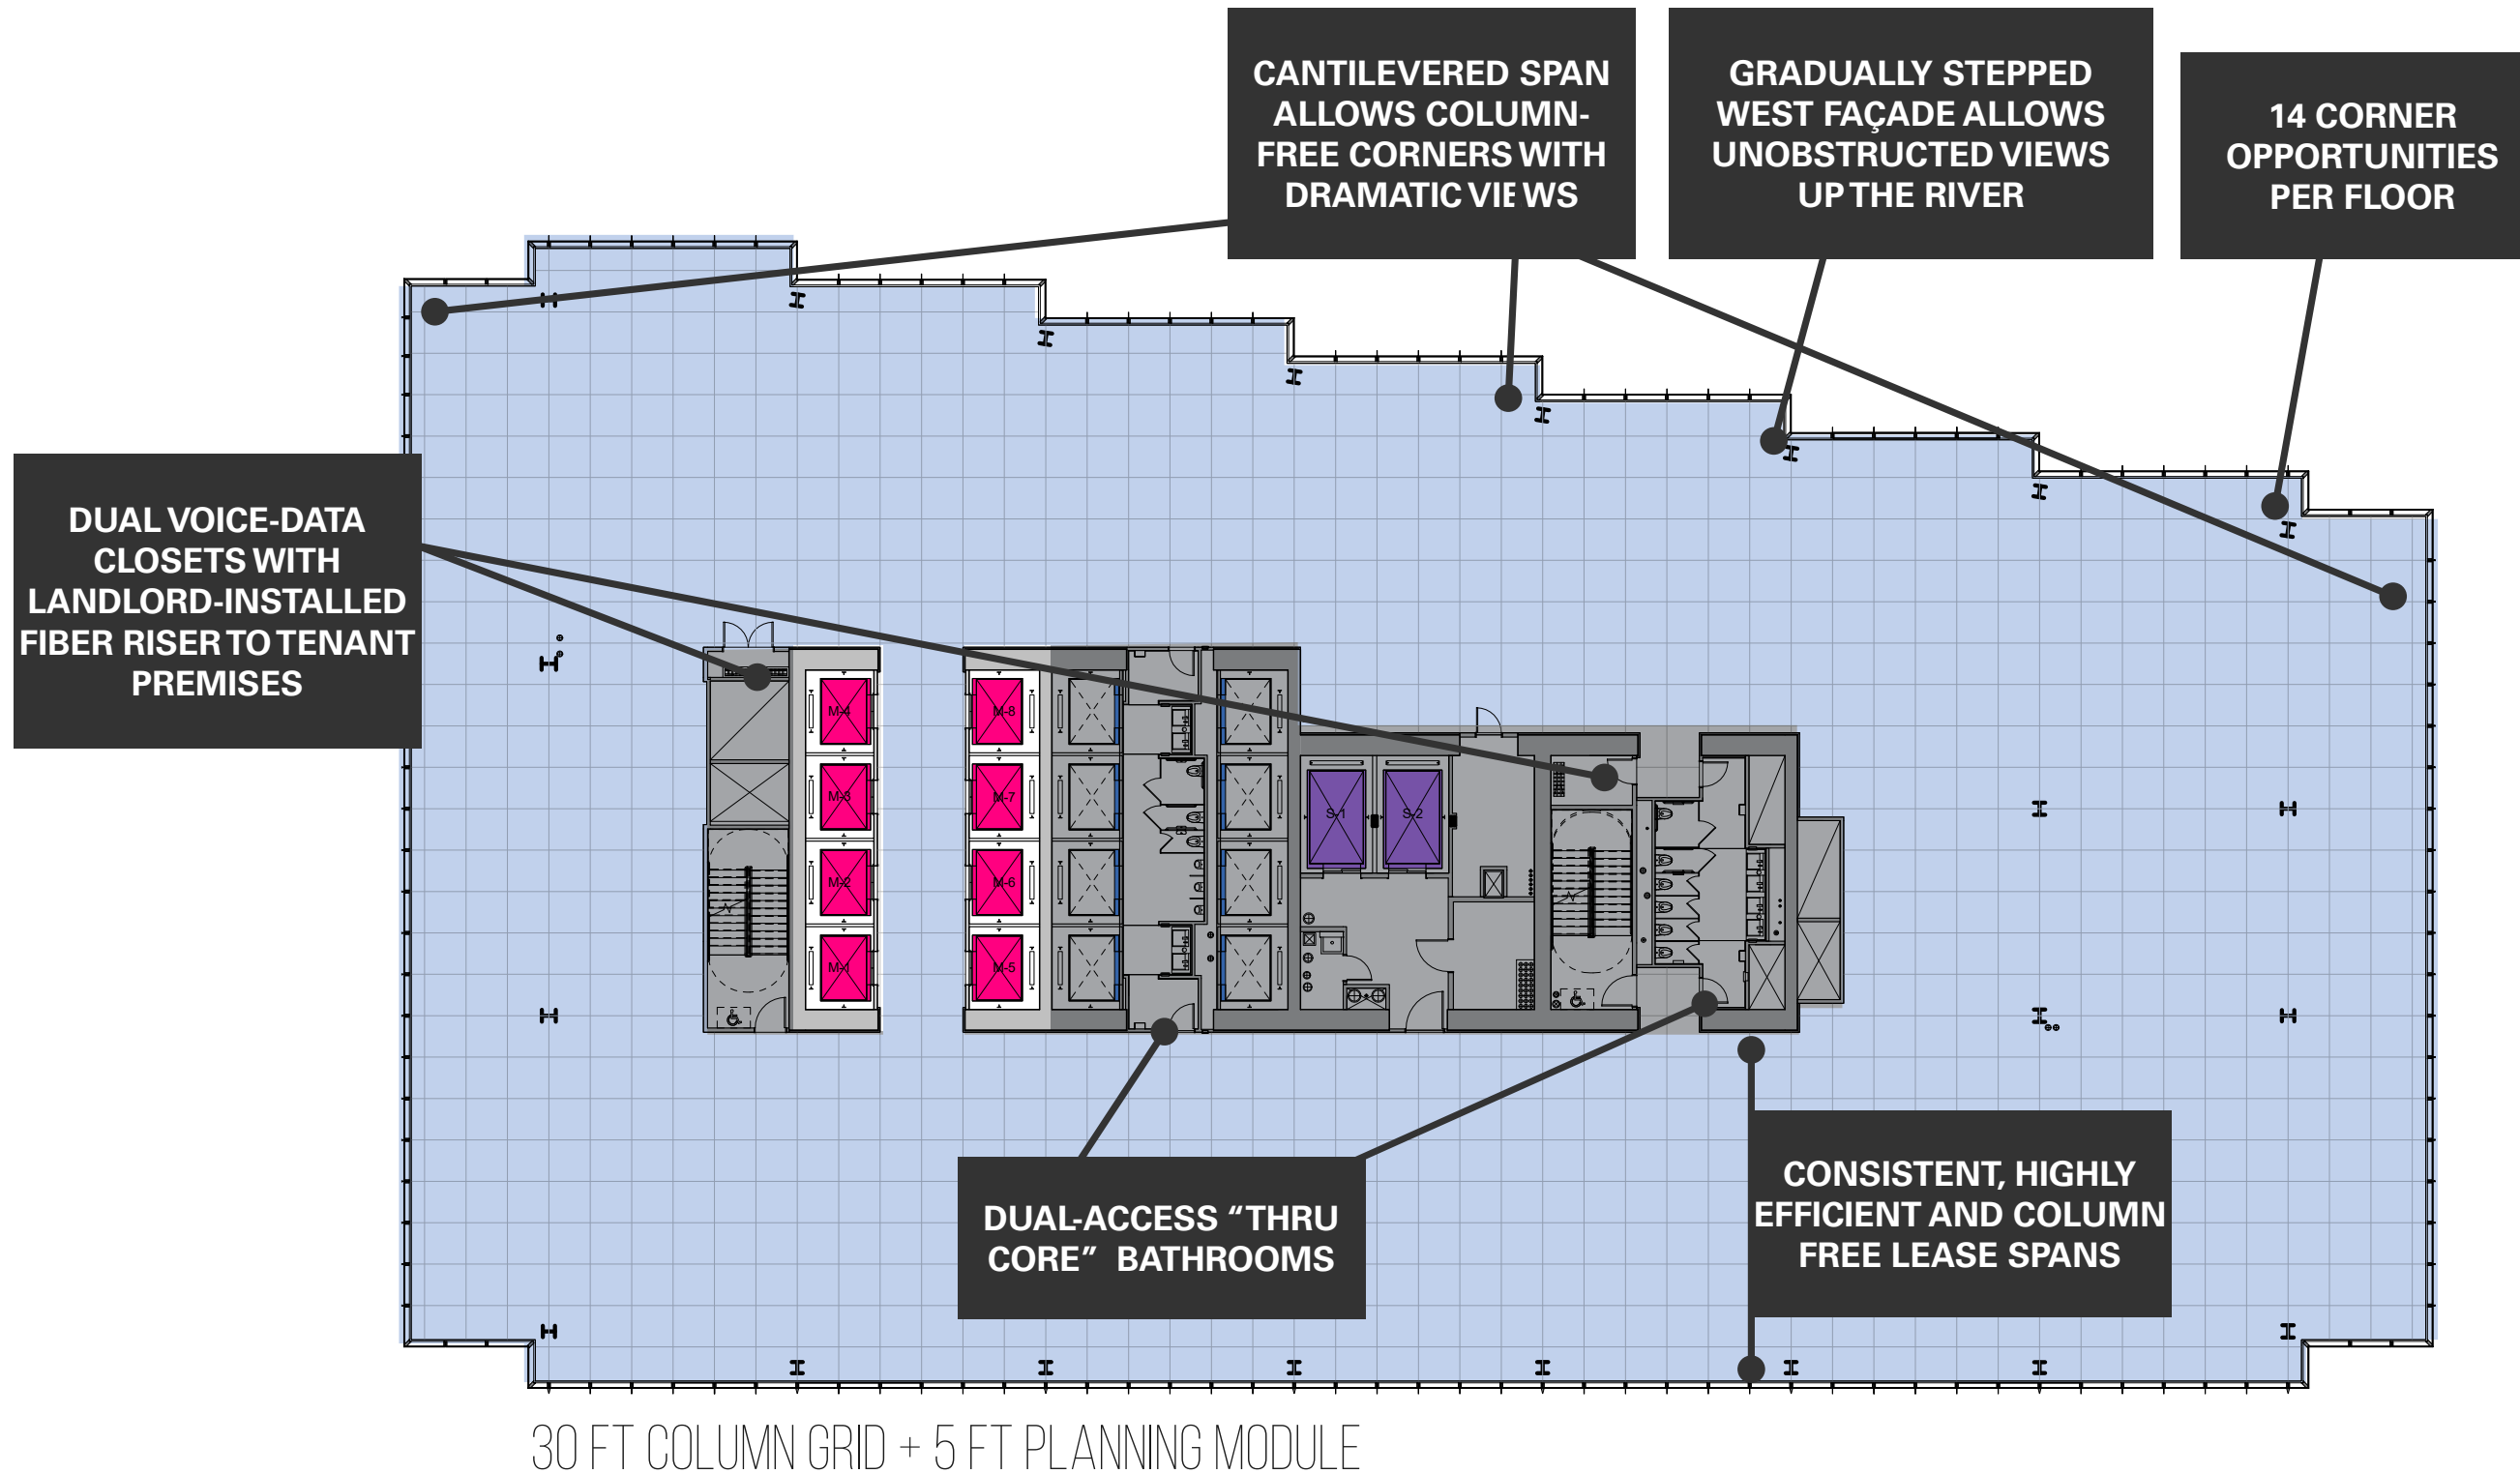 CANTILEVERED SPAN
ALLOWS COLUMN-
FREE CORNERS WITH
DRAMATIC VIEWS
GRADUALLY STEPPED
WEST FAÇADE ALLOWS
UNOBSTRUCTED VIEWS
UP THE RIVER
14 CORNER
OPPORTUNITIES
PER FLOOR
DUAL VOICE-DATA
CLOSETS WITH
LANDLORD-INSTALLED
FIBER RISER TO TENANT
PREMISES
M-4
M-8
M-3
M-7
S-1
S-2
M-2
M-6
M-1
M-5
DUAL-ACCESS “THRU
CORE” BATHROOMS
CONSISTENT, HIGHLY
EFFICIENT AND COLUMN
FREE LEASE SPANS
30 FT COLUMN GRID + 5 FT PLANNING MODULE